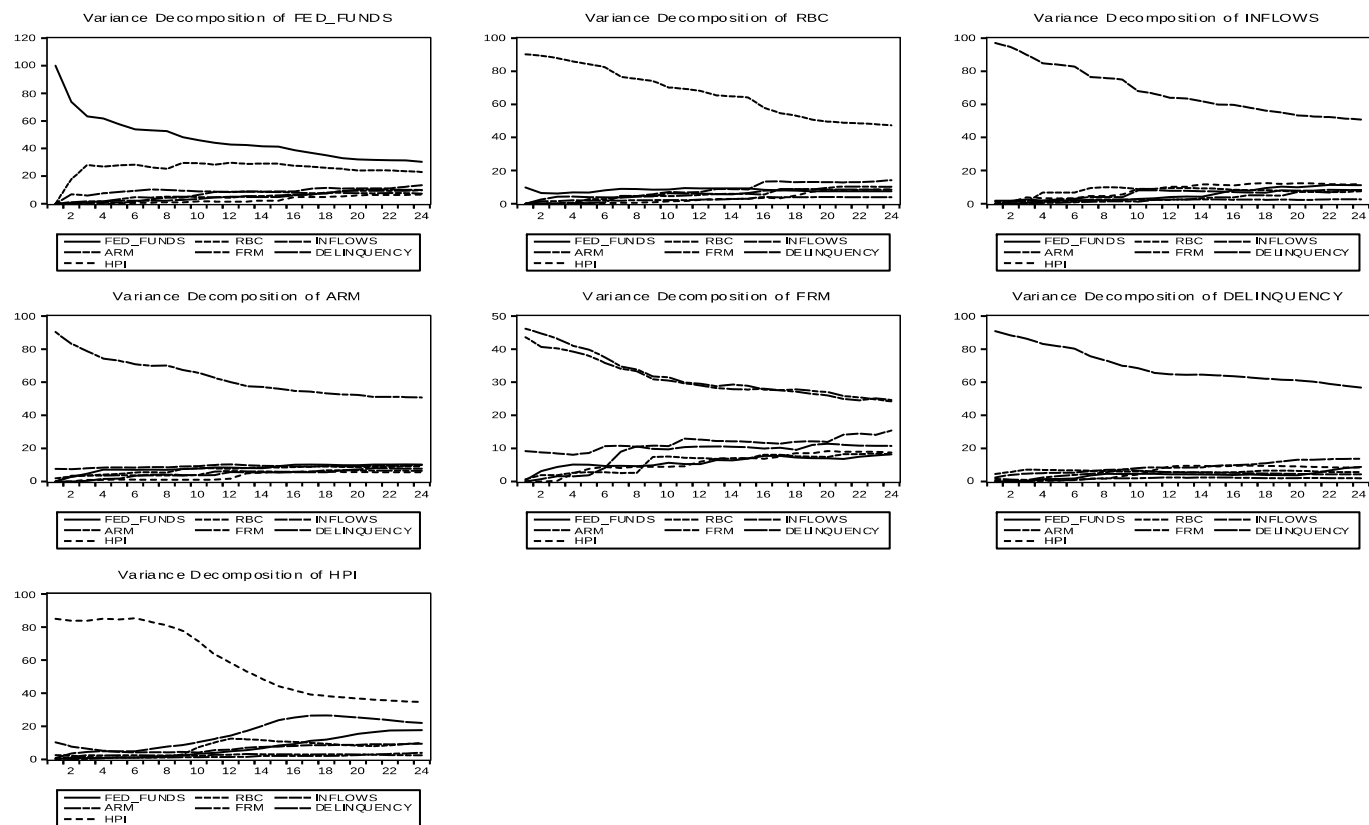 Variance Decomposition of FED_FUNDS
120
100
80
60
40
20
0
2 4 6 8 10 12 14 16 18 20 22 24
FED_FUNDS RBC INFLOWS
ARM FRM DELINQUENCY
HPI
Variance Decomposition of RBC
100
80
60
40
20
0
2 4 6 8 10 12 14 16 18 20 22 24
FED_FUNDS RBC INFLOWS
ARM FRM DELINQUENCY
HPI
Variance Decomposition of INFLOWS
100
80
60
40
20
0
2 4 6 8 10 12 14 16 18 20 22 24
FED_FUNDS RBC INFLOWS
ARM FRM DELINQUENCY
HPI
Variance Decomposition of ARM
100
80
60
40
20
0
2 4 6 8 10 12 14 16 18 20 22 24
FED_FUNDS RBC INFLOWS
ARM FRM DELINQUENCY
HPI
Variance Decomposition of FRM
50
40
30
20
10
0
2 4 6 8 10 12 14 16 18 20 22 24
FED_FUNDS RBC INFLOWS
ARM FRM DELINQUENCY
HPI
Variance Decomposition of DELINQUENCY
100
80
60
40
20
0
2 4 6 8 10 12 14 16 18 20 22 24
FED_FUNDS RBC INFLOWS
ARM FRM DELINQUENCY
HPI
Variance Decomposition of HPI
100
80
60
40
20
0
2 4 6 8 10 12 14 16 18 20 22 24
FED_FUNDS RBC INFLOWS
ARM FRM DELINQUENCY
HPI